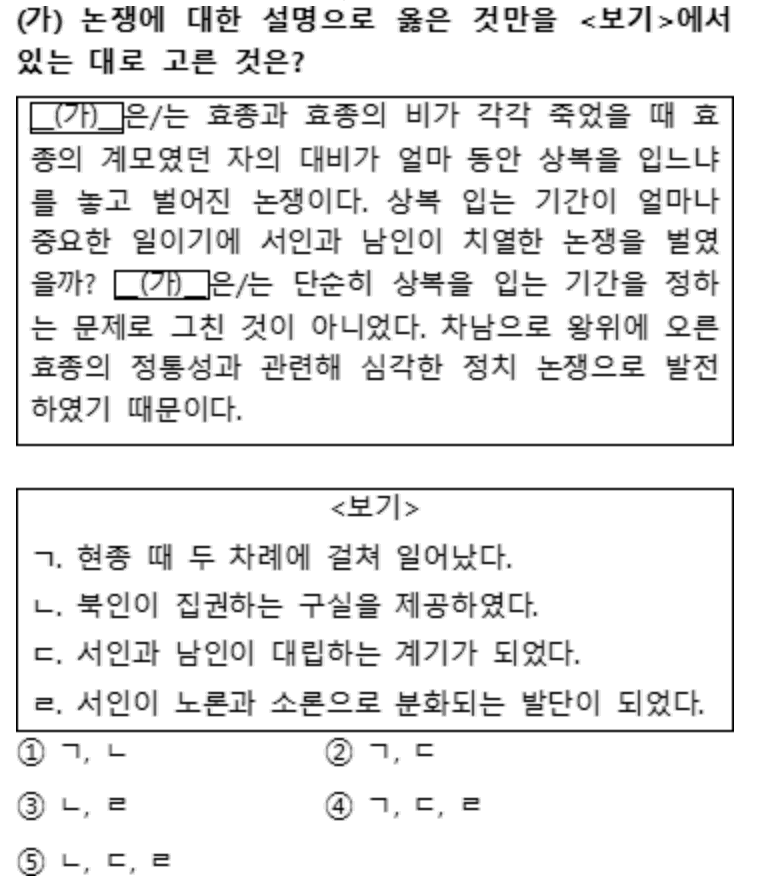 (가) 논쟁에 대한 설명으로 옳은 것만을 <보기>에서
있는 대로 고른 것은?
_(가)_은/는 효종과 효종의 비가 각각 죽었을 때 효
종의 계모였던 자의 대비가 얼마 동안 상복을 입느냐
를 놓고 벌어진 논쟁이다. 상복 입는 기간이 얼마나
중요한 일이기에 서인과 남인이 치열한 논쟁을 벌였
을까? _(가)_은/는 단순히 상복을 입는 기간을 정하
는 문제로 그친 것이 아니었다. 차남으로 왕위에 오른
효종의 정통성과 관련해 심각한 정치 논쟁으로 발전
하였기 때문이다.
<보기>
ㄱ. 현종 때 두 차례에 걸쳐 일어났다.
ㄴ. 북인이 집권하는 구실을 제공하였다.
ㄷ. 서인과 남인이 대립하는 계기가 되었다.
ㄹ. 서인이 노론과 소론으로 분화되는 발단이 되었다.
① ㄱ, ㄴ ② ㄱ, ㄷ
③ ㄴ, ㄹ ④ ㄱ, ㄷ, ㄹ
⑤ ㄴ, ㄷ, ㄹ